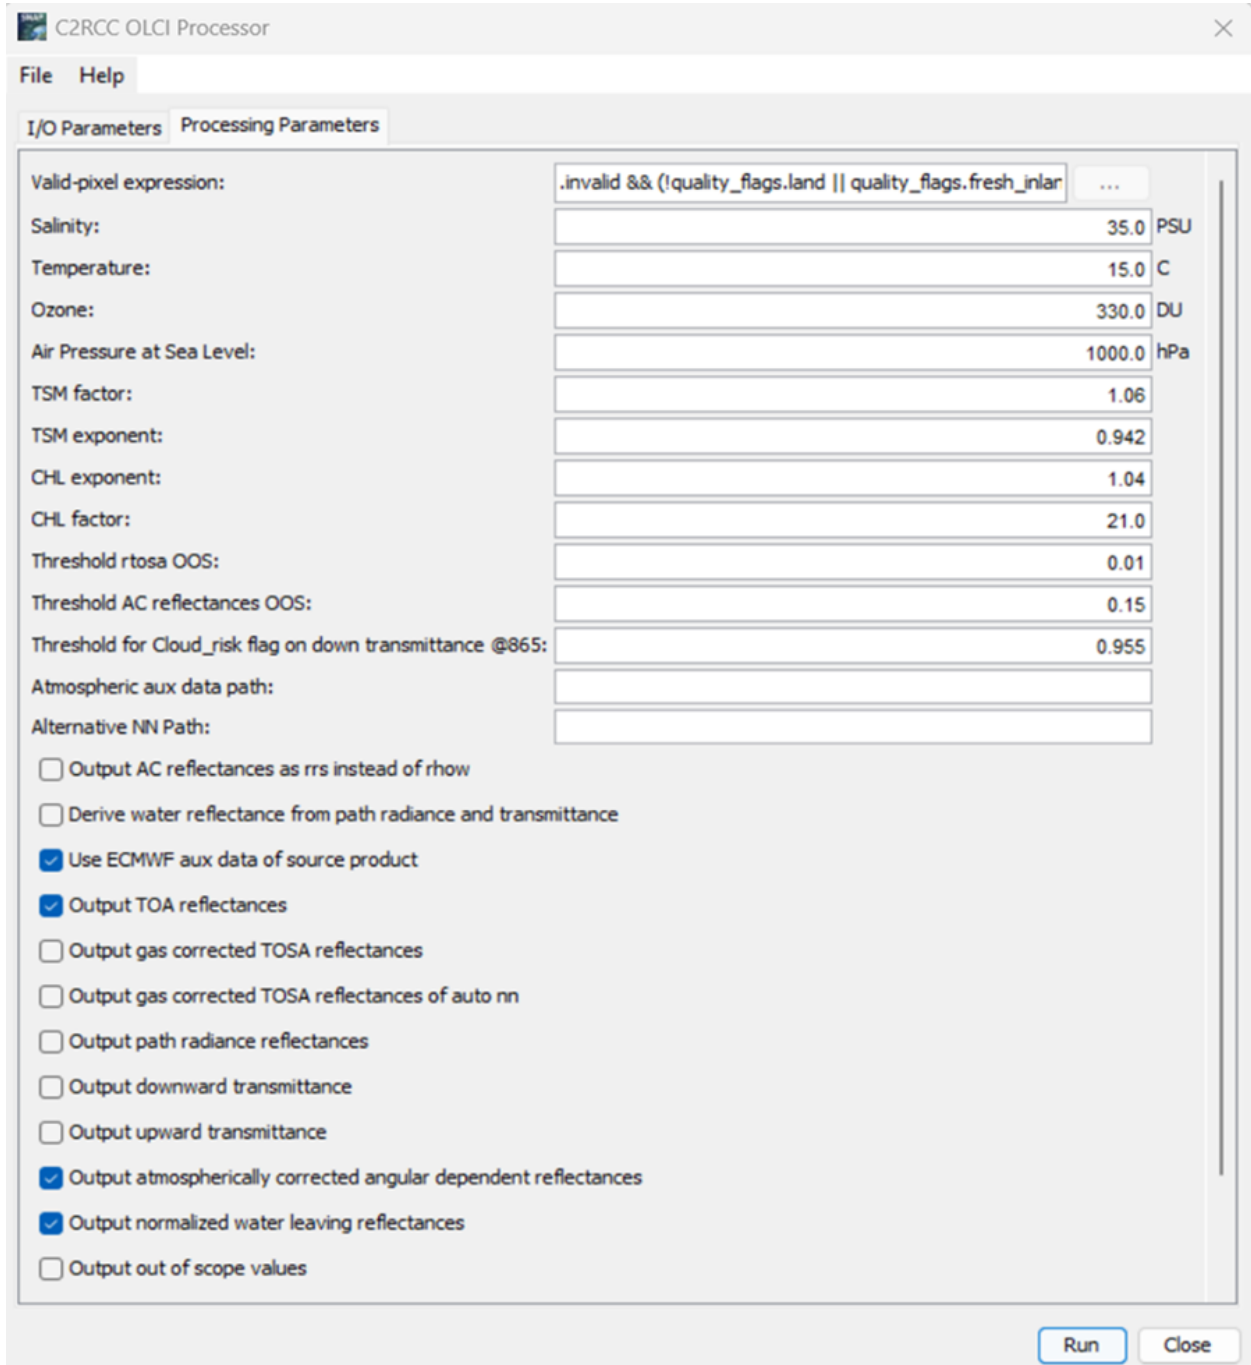 C2RCC OLCI Processor
File Help
I/O Parameters Processing Parameters
Valid-pixel expression: .invalid && (!quality_flags.land || quality_flags.fresh_inlar ...
Salinity: 35.0 PSU
Temperature: 15.0 C
Ozone: 330.0 DU
Air Pressure at Sea Level: 1000.0 hPa
TSM factor: 1.06
TSM exponent: 0.942
CHL exponent: 1.04
CHL factor: 21.0
Threshold rtosa OOS: 0.01
Threshold AC reflectances OOS: 0.15
Threshold for Cloud_risk flag on down transmittance @865: 0.955
Atmospheric aux data path:
Alternative NN Path:
Output AC reflectances as rrs instead of rhow
Derive water reflectance from path radiance and transmittance
Use ECMWF aux data of source product
Output TOA reflectances
Output gas corrected TOSA reflectances
Output gas corrected TOSA reflectances of auto nn
Output path radiance reflectances
Output downward transmittance
Output upward transmittance
Output atmospherically corrected angular dependent reflectances
Output normalized water leaving reflectances
Output out of scope values
Run Close